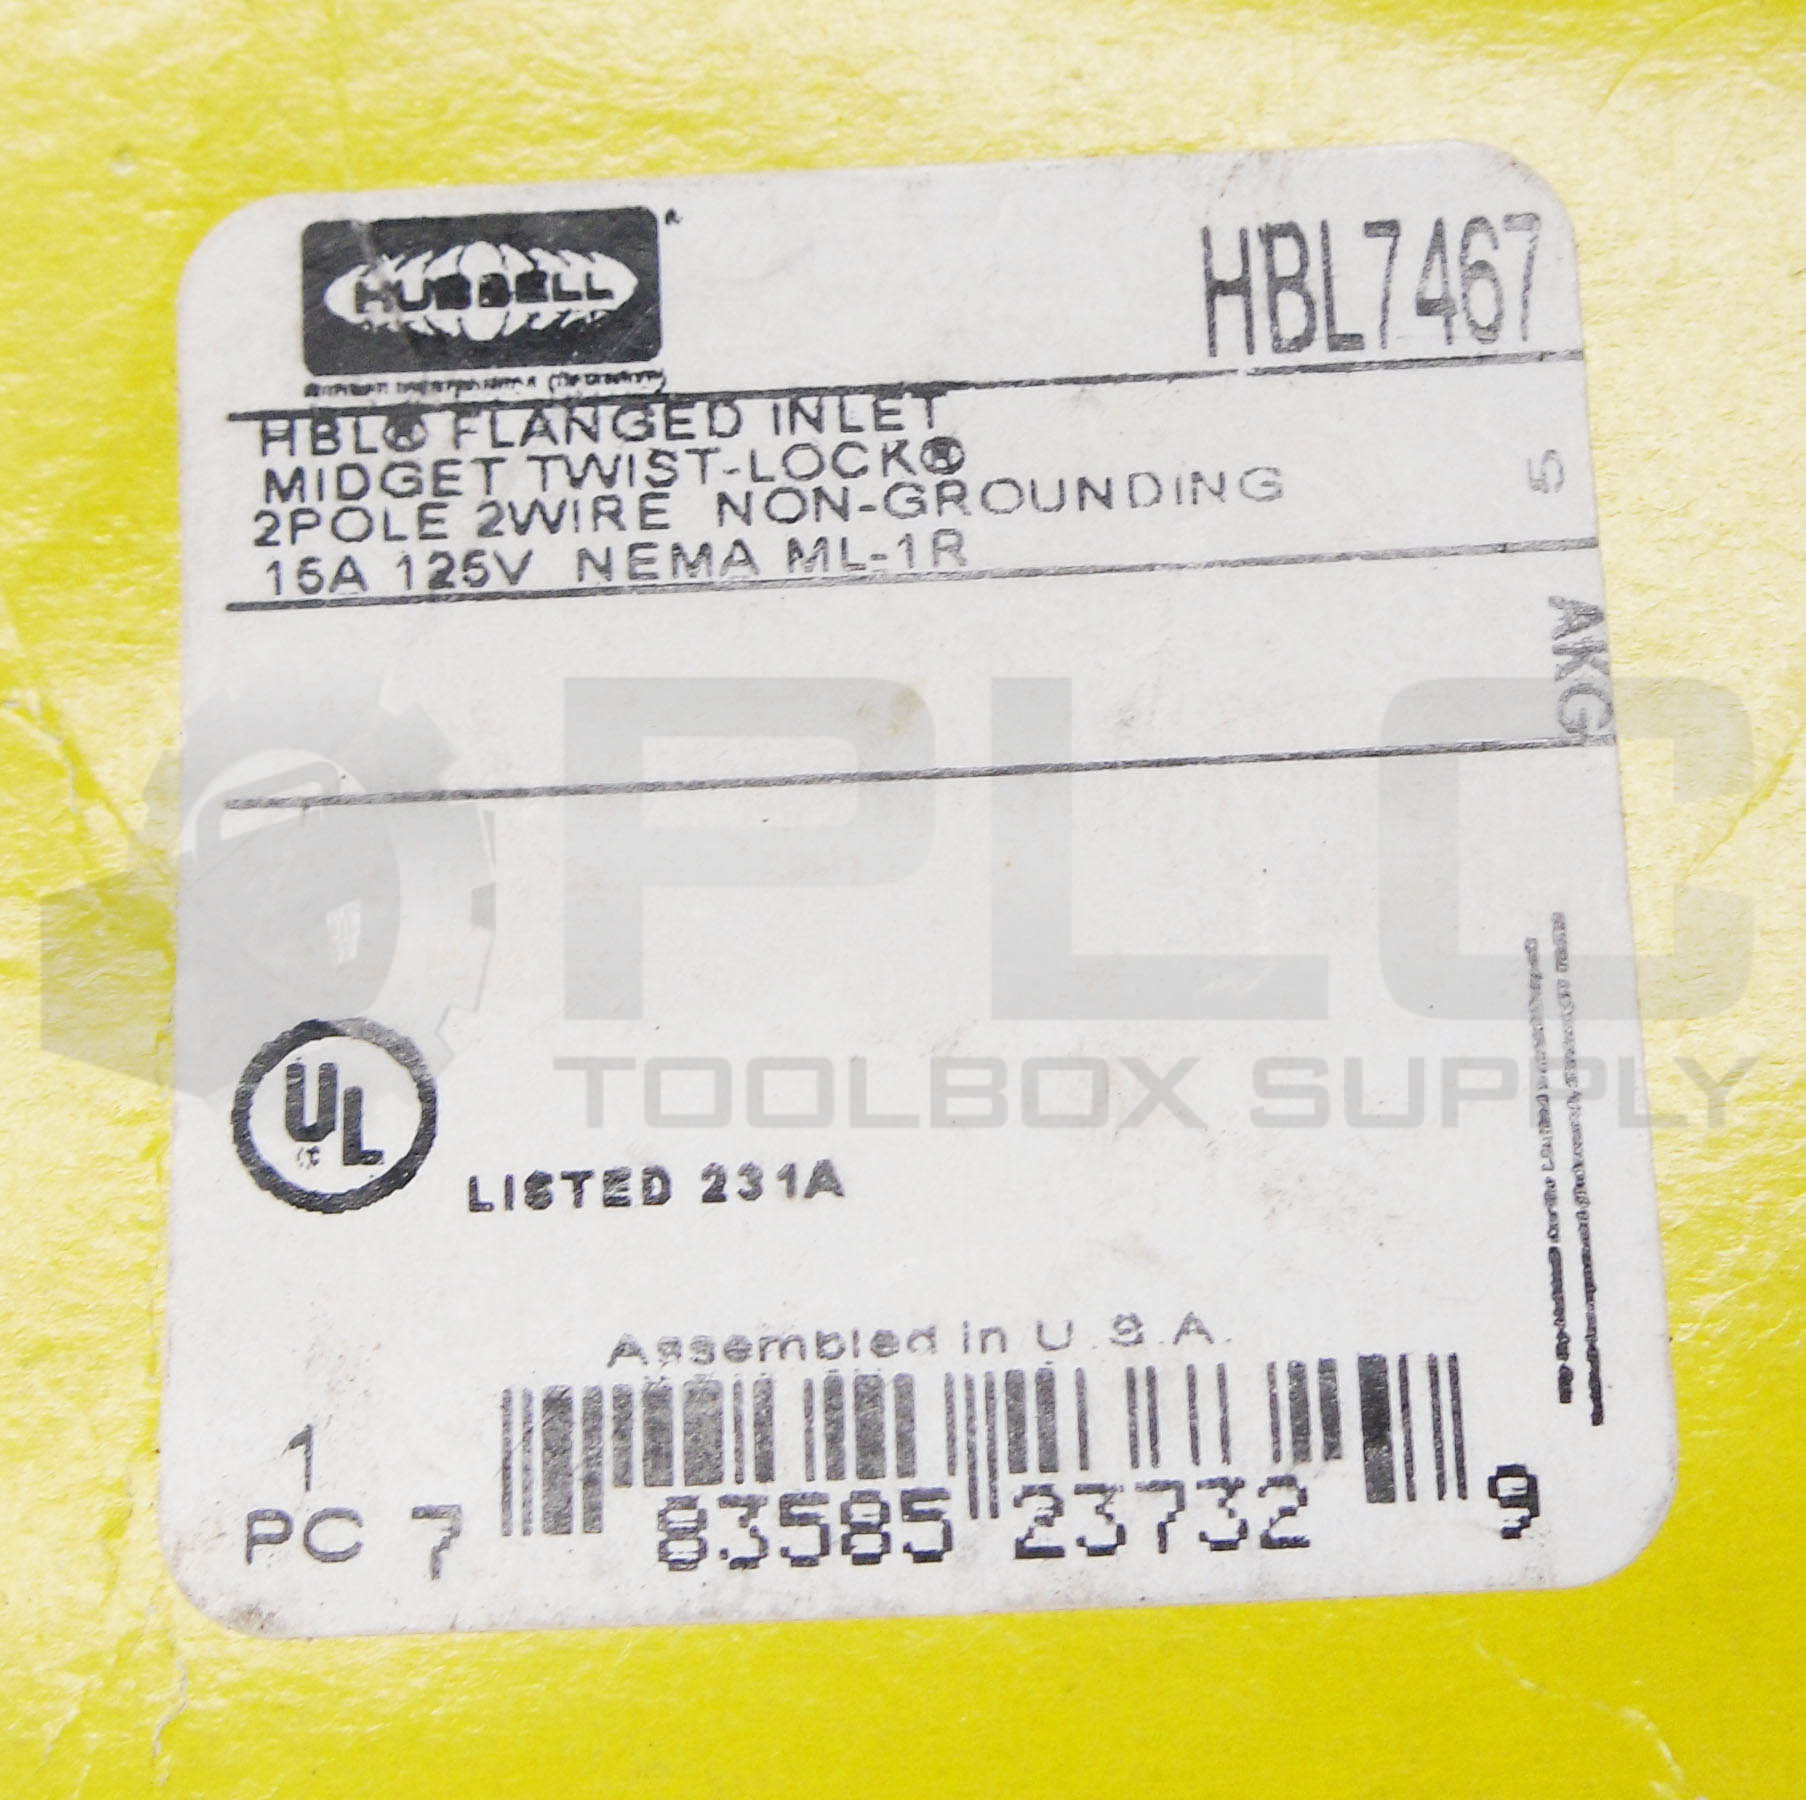 HUBBELL
HBL7467
HBL® FLANGED INLET
MIDGET TWIST-LOCK®
2POLE 2WIRE NON-GROUNDING
15A 125V NEMA ML-1R
5
AKG
PLC
TOOLBOX SUPPLY
UL
LISTED 231A
Assembled in U.S.A.
1
PC 7 83585 23732 9